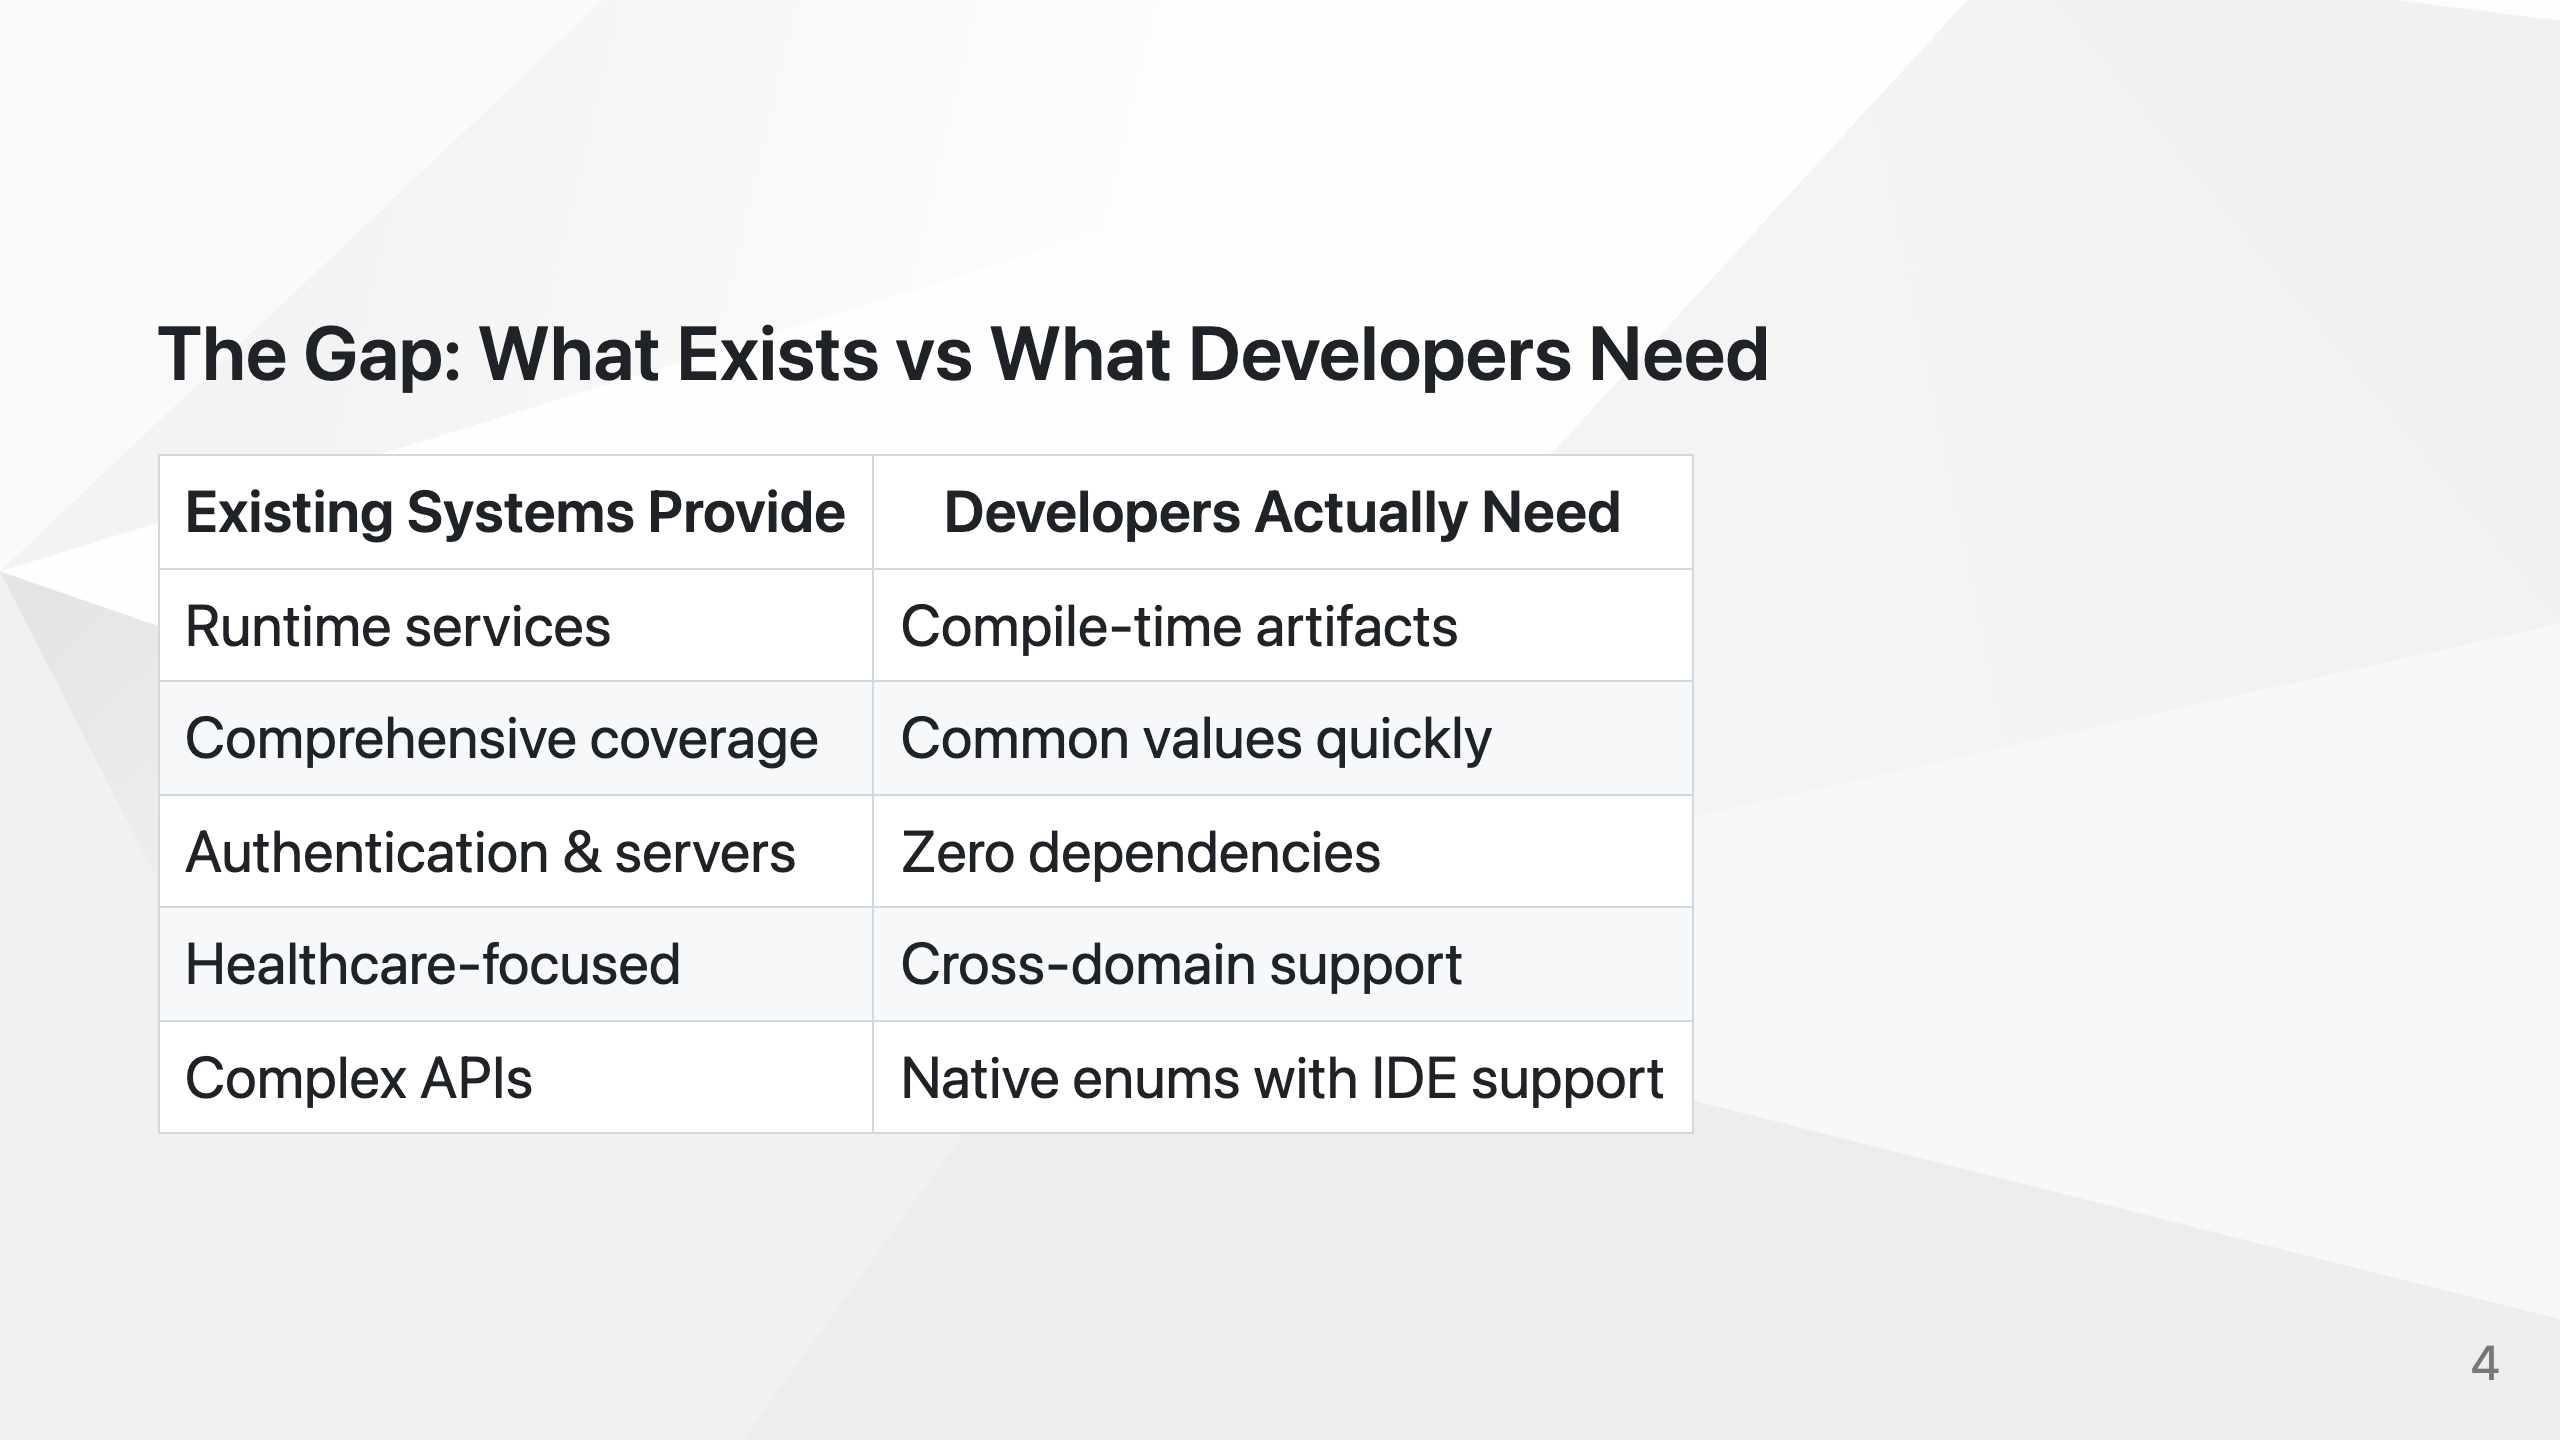 The Gap: What Exists vs What Developers Need
Existing Systems Provide Developers Actually Need
Runtime services Compile-time artifacts
Comprehensive coverage Common values quickly
Authentication & servers Zero dependencies
Healthcare-focused Cross-domain support
Complex APIs Native enums with IDE support
4